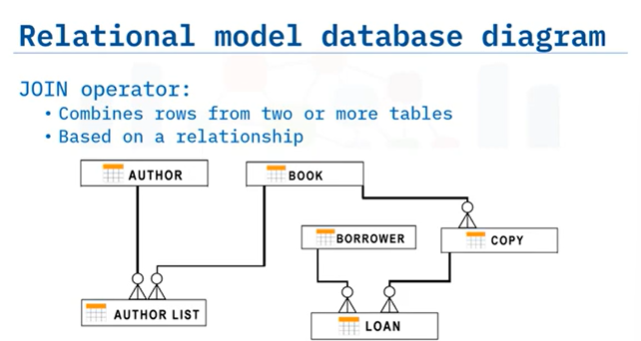 Relational model database diagram
JOIN operator:
• Combines rows from two or more tables
• Based on a relationship
AUTHOR
BOOK
BORROWER
COPY
AUTHOR LIST
LOAN